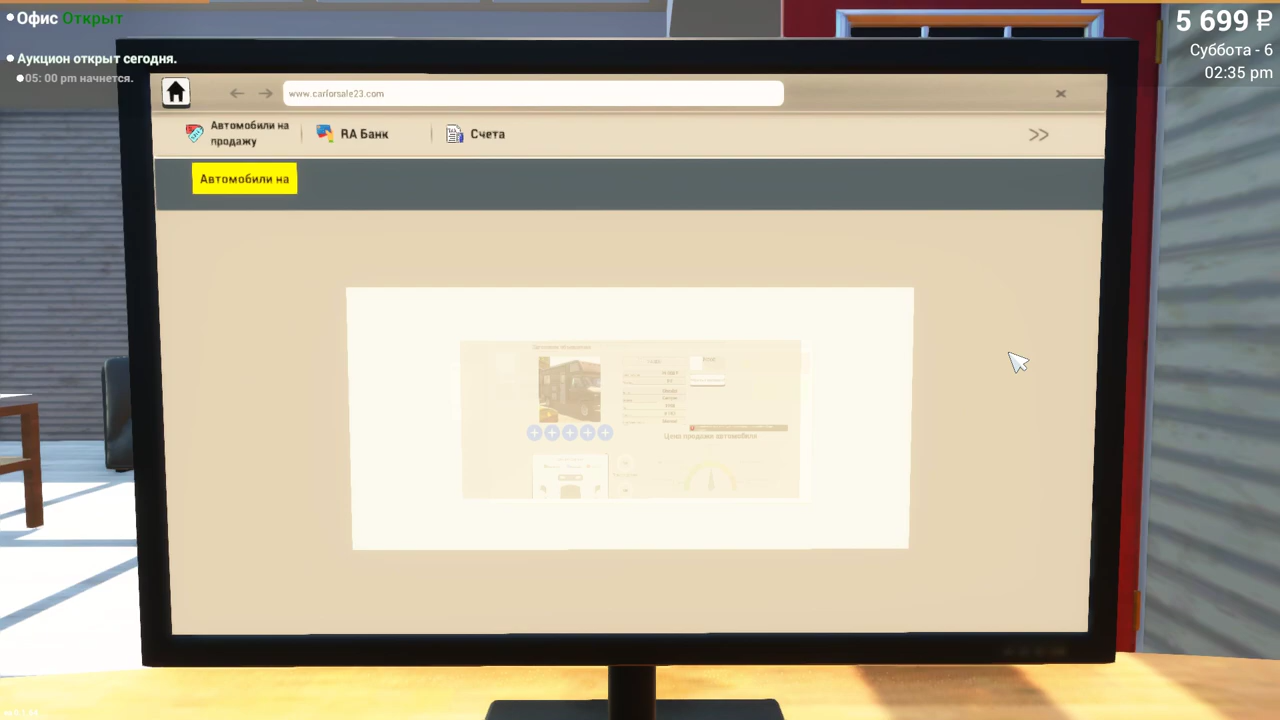 Офис Открыт
Аукцион открыт сегодня.
05: 00 pm начнется.
5 699 ₽
Суббота - 6
02:35 pm
www.carforsale23.com
Автомобили на
продажу
RA Банк
Счета
>>
Автомобили на
Цена продажи автомобиля